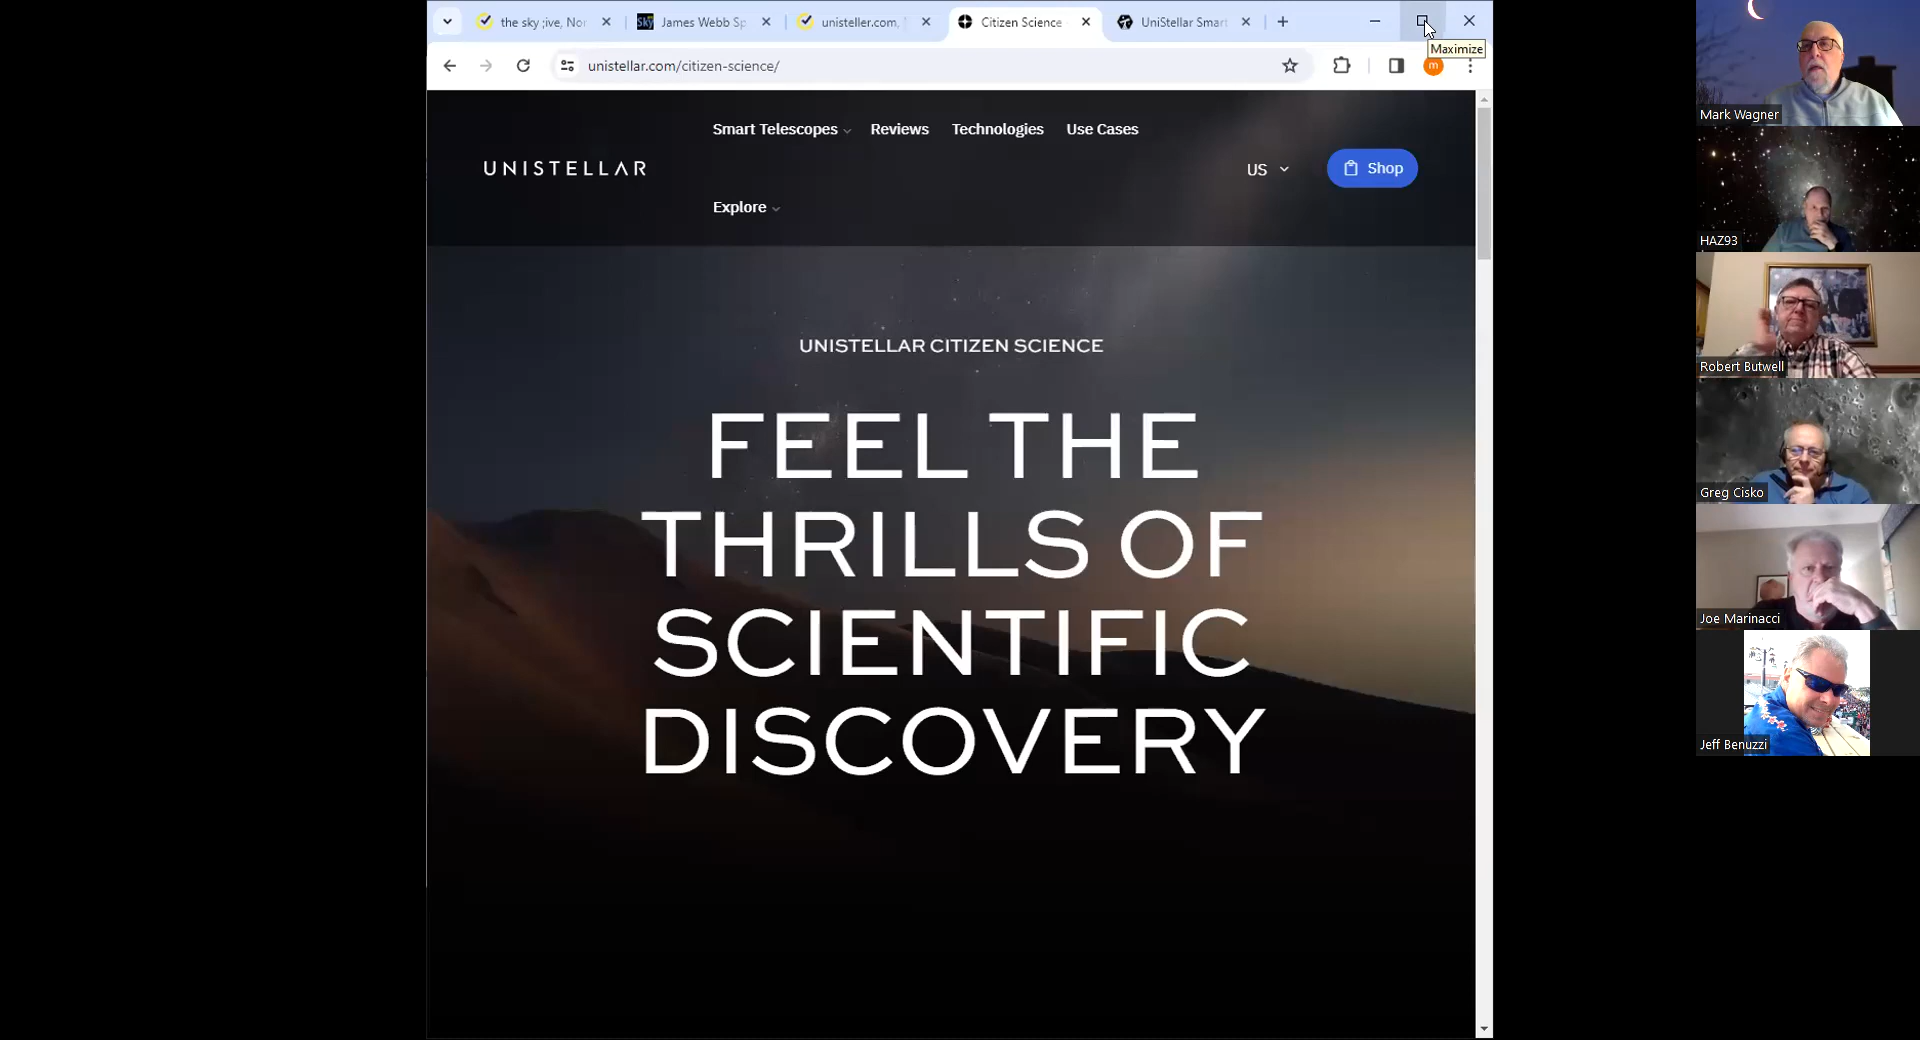 the sky ;ive, Nor
James Webb Sp
unisteller.com,
Citizen Science
UniStellar Smart
Maximize
unistellar.com/citizen-science/
m
Smart Telescopes
Reviews
Technologies
Use Cases
UNISTELLAR
US
Shop
Explore
UNISTELLAR CITIZEN SCIENCE
FEEL THE
THRILLS OF
SCIENTIFIC
DISCOVERY
Mark Wagner
HAZ93
Robert Butwell
Greg Cisko
Joe Marinacci
Jeff Benuzzi